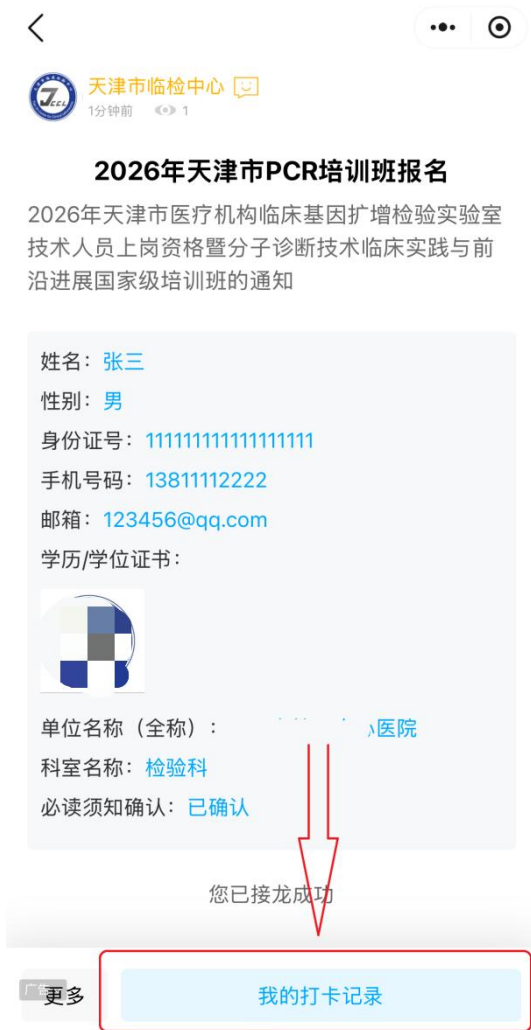 天津市临检中心
1分钟前 1
2026年天津市PCR培训班报名
2026年天津市医疗机构临床基因扩增检验实验室
技术人员上岗资格暨分子诊断技术临床实践与前
沿进展国家级培训班的通知
姓名：张三
性别：男
身份证号：111111111111111111
手机号码：13811112222
邮箱：123456@qq.com
学历/学位证书：
单位名称（全称）： 医院
科室名称：检验科
必读须知确认：已确认
您已接龙成功
更多 我的打卡记录